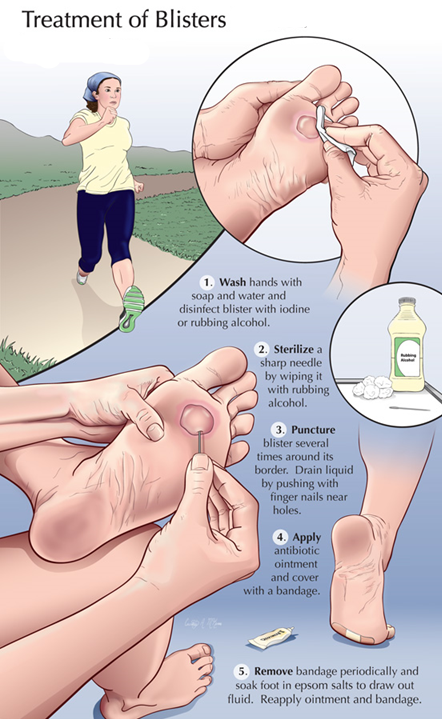 Treatment of Blisters
1. Wash hands with
soap and water and
disinfect blister with iodine
or rubbing alcohol.
2. Sterilize a
sharp needle
by wiping it
with rubbing
alcohol.
Rubbing
Alcohol
3. Puncture
blister several
times around its
border. Drain liquid
by pushing with
finger nails near
holes.
4. Apply
antibiotic
ointment
and cover
with a bandage.
5. Remove bandage periodically and
soak foot in epsom salts to draw out
fluid. Reapply ointment and bandage.